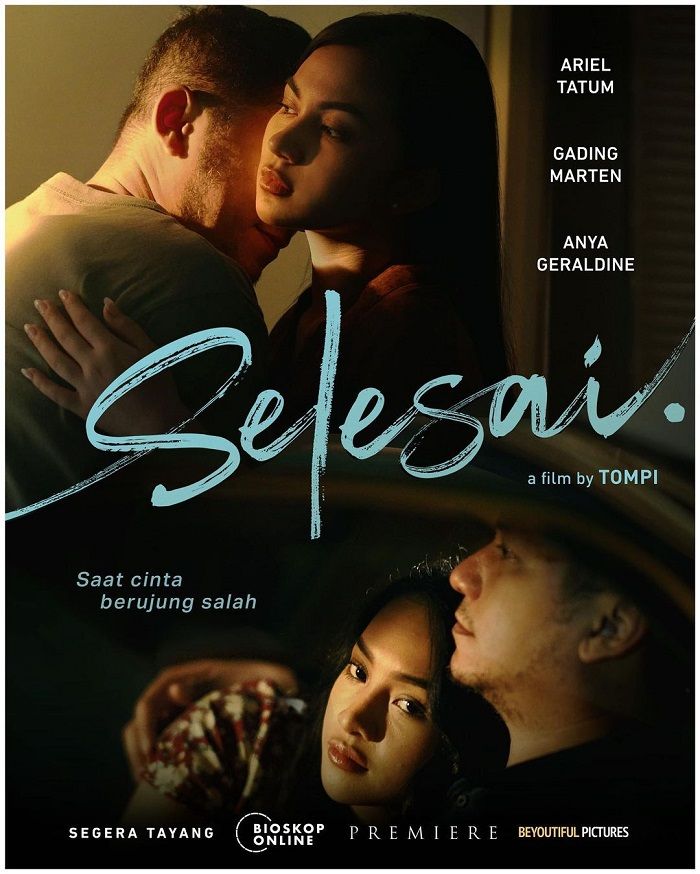 ARIEL
TATUM
GADING
MARTEN
ANYA
GERALDINE
Selesai.
a film by TOMPI
Saat cinta
berujung salah
SEGERA TAYANG
BIOSKOP
ONLINE
PREMIERE
BEYOUTIFUL PICTURES